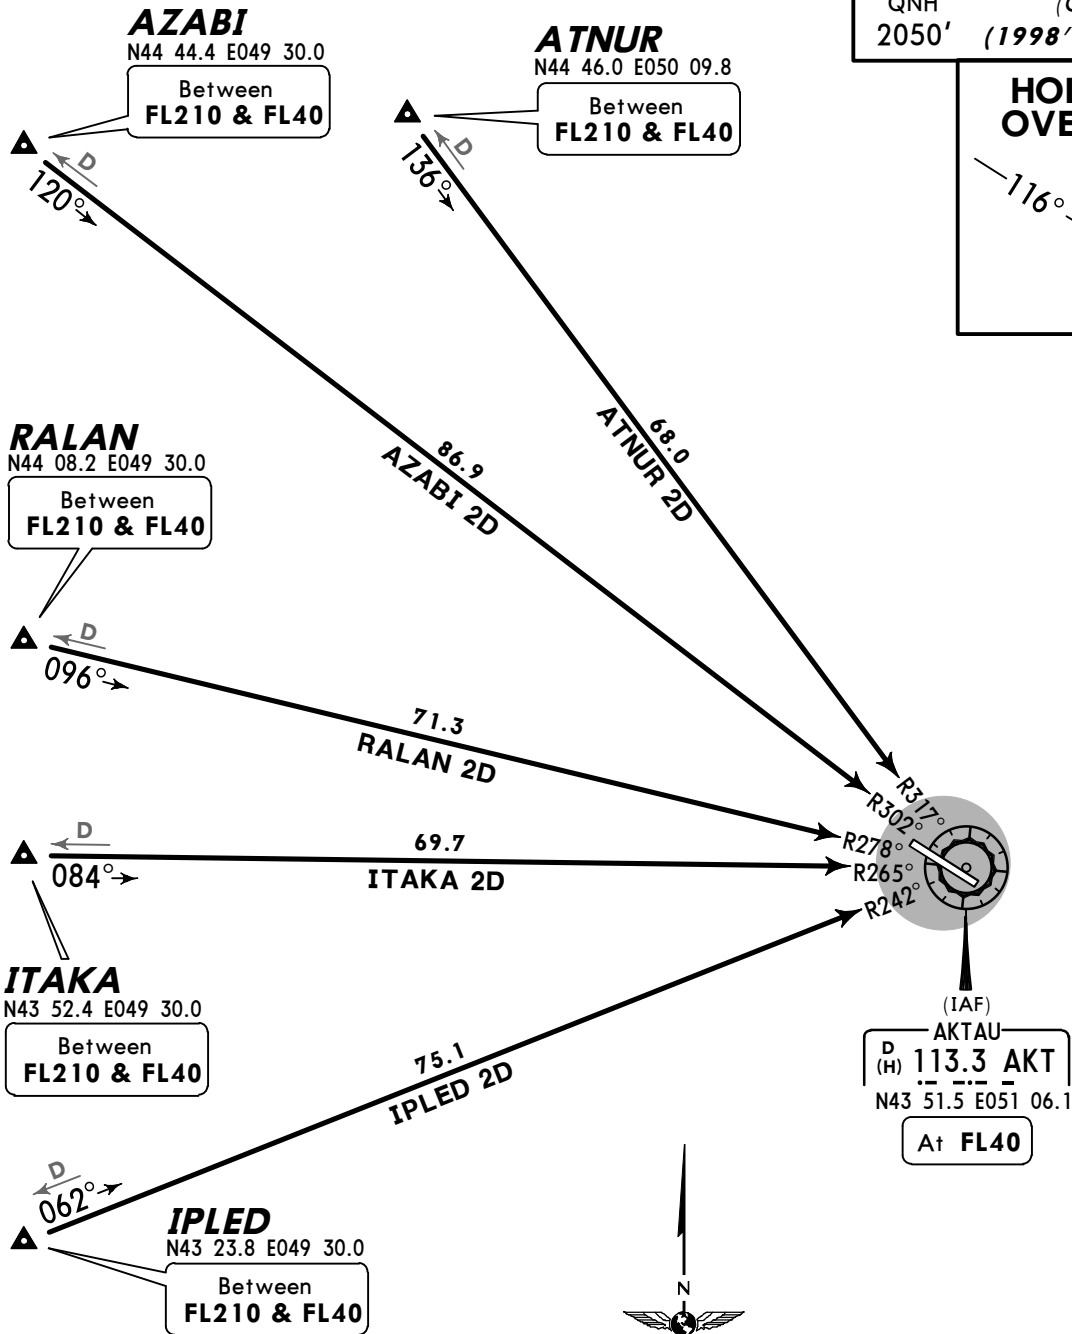 AZABI
N44 44.4 E049 30.0
Between
FL210 & FL40
ATNUR
N44 46.0 E050 09.8
Between
FL210 & FL40
QNH
2050' (1998'
116°
D
120°
D
136°
86.9
AZABI 2D
68.0
ATNUR 2D
RALAN
N44 08.2 E049 30.0
Between
FL210 & FL40
D
096°
71.3
RALAN 2D
R317°
R302°
R278°
R265°
R242°
D
084°
69.7
ITAKA 2D
ITAKA
N43 52.4 E049 30.0
Between
FL210 & FL40
(IAF)
AKTAU
D
(H) 113.3 AKT
N43 51.5 E051 06.1
At FL40
75.1
IPLED 2D
D
062°
IPLED
N43 23.8 E049 30.0
Between
FL210 & FL40
N